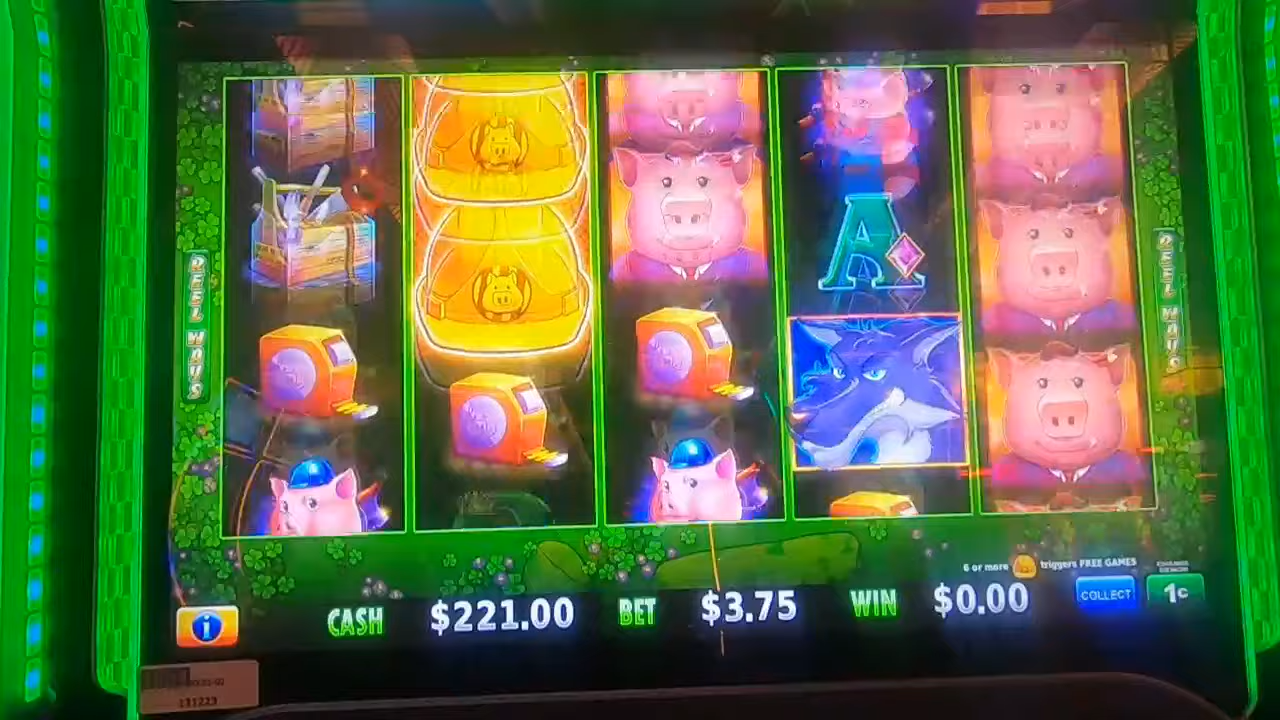 REEL WAYS
REEL WAYS
A
6 or more triggers FREE GAMES
CASH $221.00 BET $3.75 WIN $0.00
COLLECT
1¢
i
131223